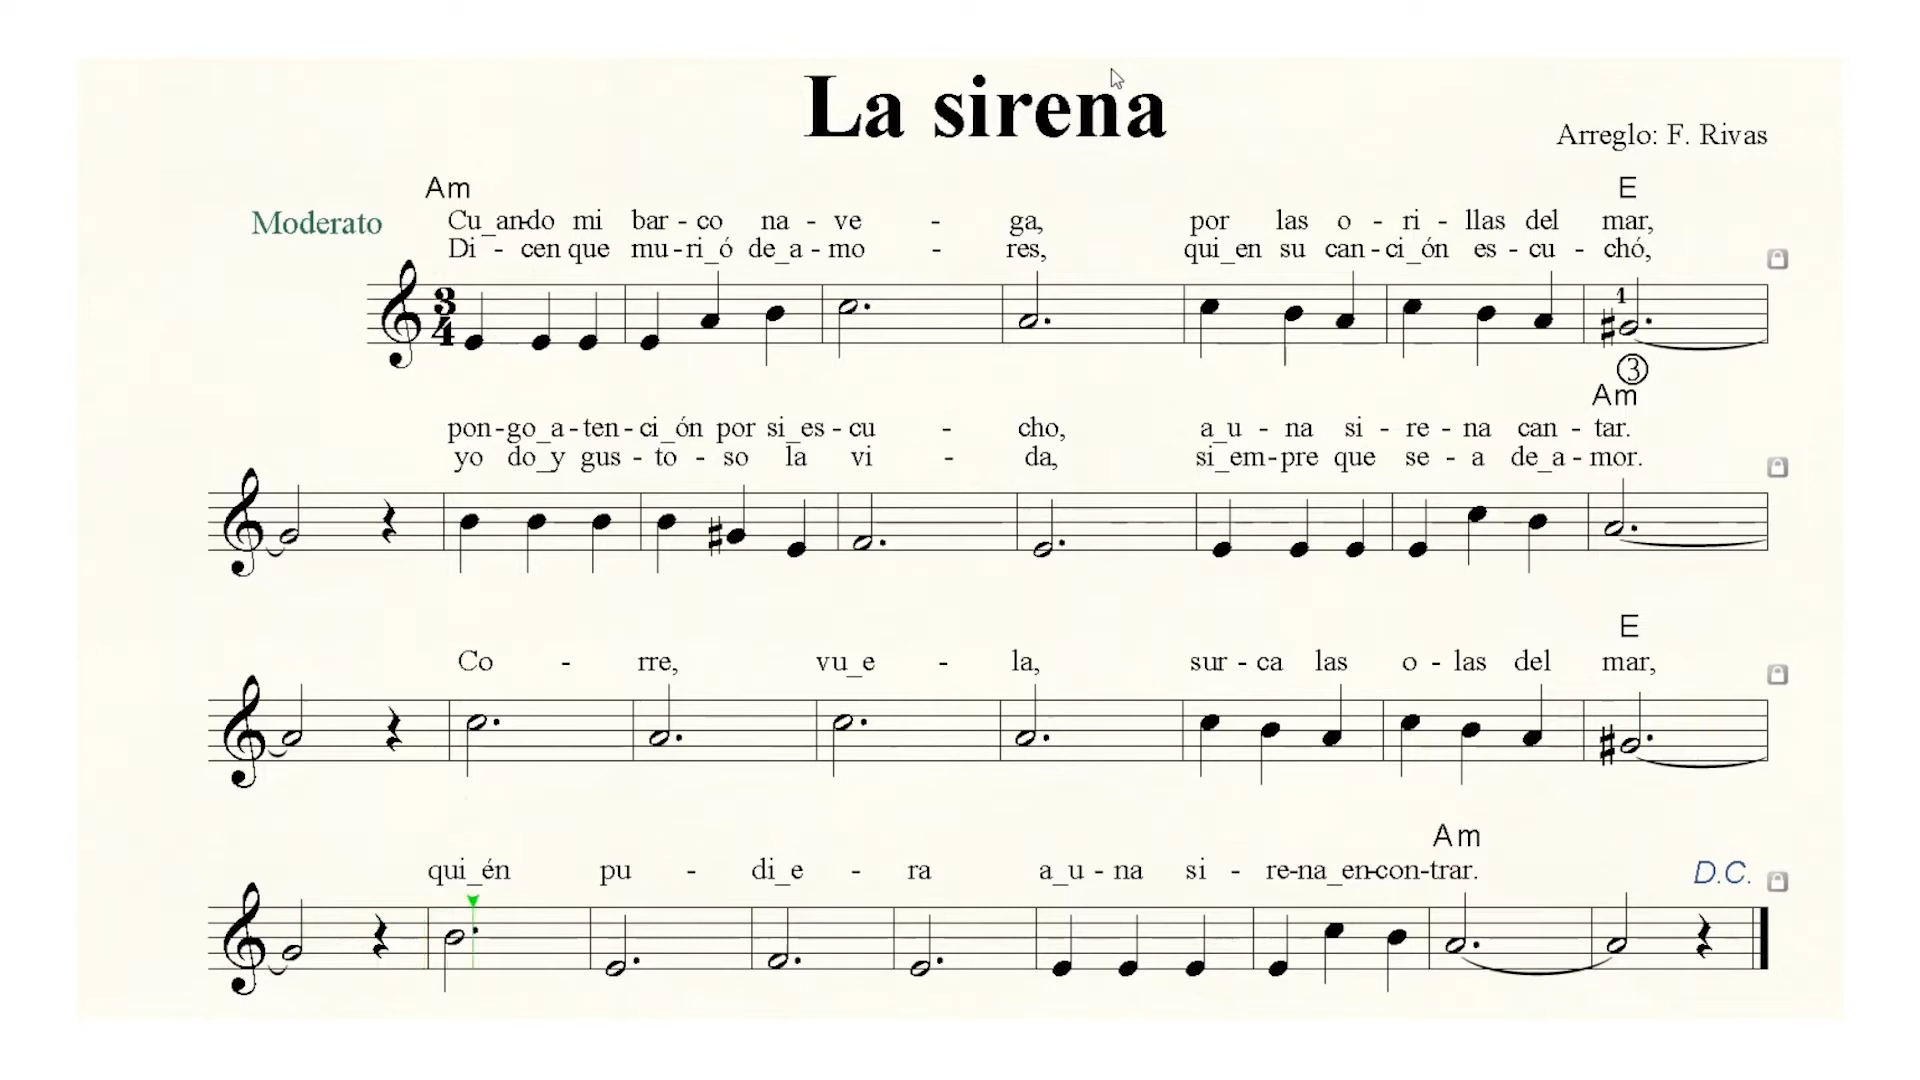 La sirena
Arreglo: F. Rivas
Am E
Moderato
Cu_an-do mi bar - co na - ve - ga, por las o - ri - llas del mar,
Di - cen que mu - ri_ó de_a - mo - res, qui_en su can - ci_ón es - cu - chó,
3
4
1
3
Am
pon - go_a - ten - ci_ón por si_es - cu - cho, a_u - na si - re - na can - tar.
yo do_y gus - to - so la vi - da, si_em - pre que se - a de_a - mor.
E
Co - rre, vu_e - la, sur - ca las o - las del mar,
Am
qui_én pu - di_e - ra a_u - na si - re-na_en-con-trar.
D.C.